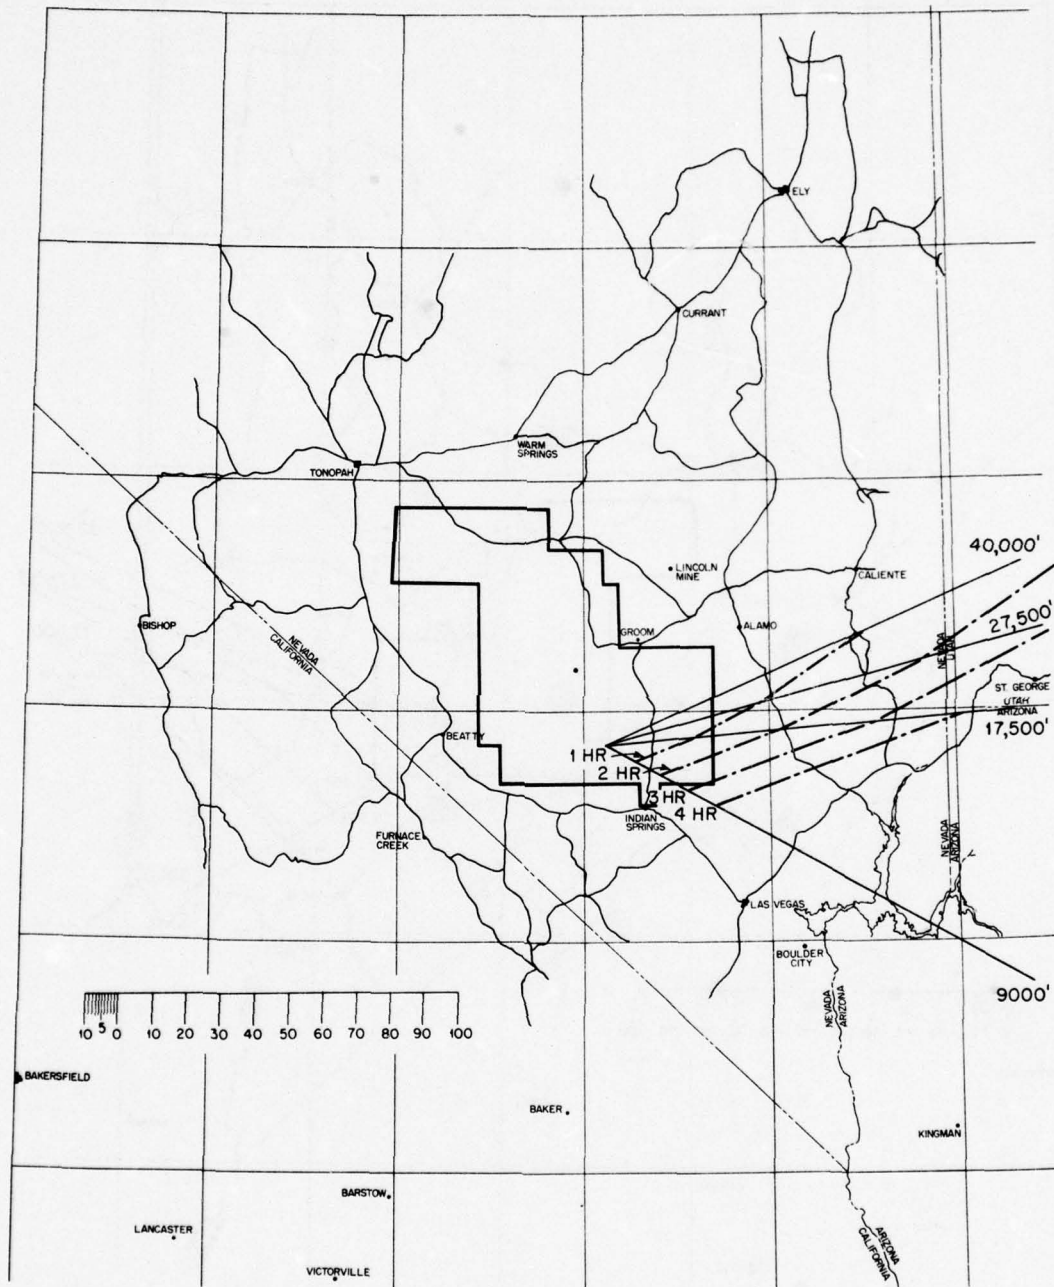 ELY
CURRANT
WARM
SPRINGS
TONOPAH
40,000'
LINCOLN
MINE
CALIENTE
BISHOP
NEVADA
CALIFORNIA
GROOM
ALAMO
27,500'
NEVADA
UTAH
ST. GEORGE
UTAH
ARIZONA
17,500'
BEATTY
1 HR
2 HR
3 HR
4 HR
INDIAN
SPRINGS
FURNACE
CREEK
NEVADA
ARIZONA
LAS VEGAS
BOULDER
CITY
9000'
NEVADA
ARIZONA
10 5 0 10 20 30 40 50 60 70 80 90 100
BAKERSFIELD
BAKER
KINGMAN
BARSTOW
LANCASTER
ARIZONA
CALIFORNIA
VICTORVILLE